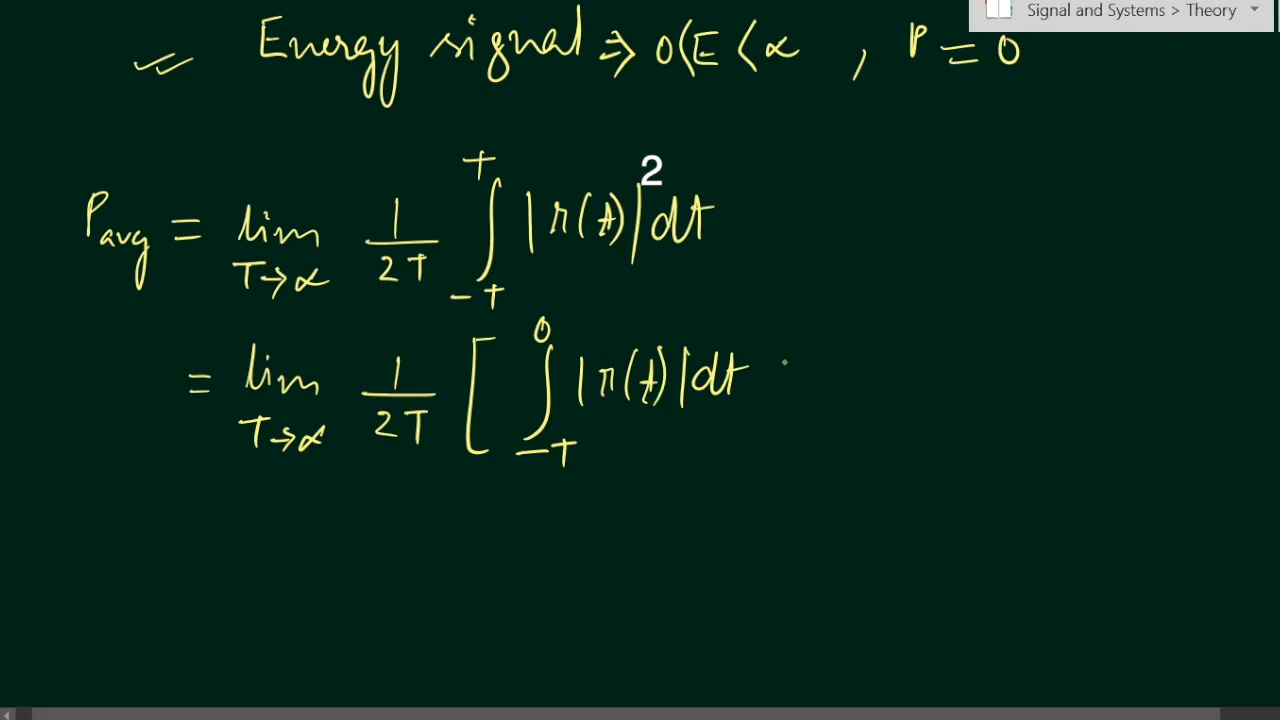 Signal and Systems > Theory
Energy signal ⇒ 0⟨E⟨∝ , P = 0
P_avg = lim_{T→∝} 1/2T ∫_{-T}^{T} |r(t)|^2 dt
= lim_{T→∝} 1/2T [ ∫_{-T}^{0} |r(t)| dt